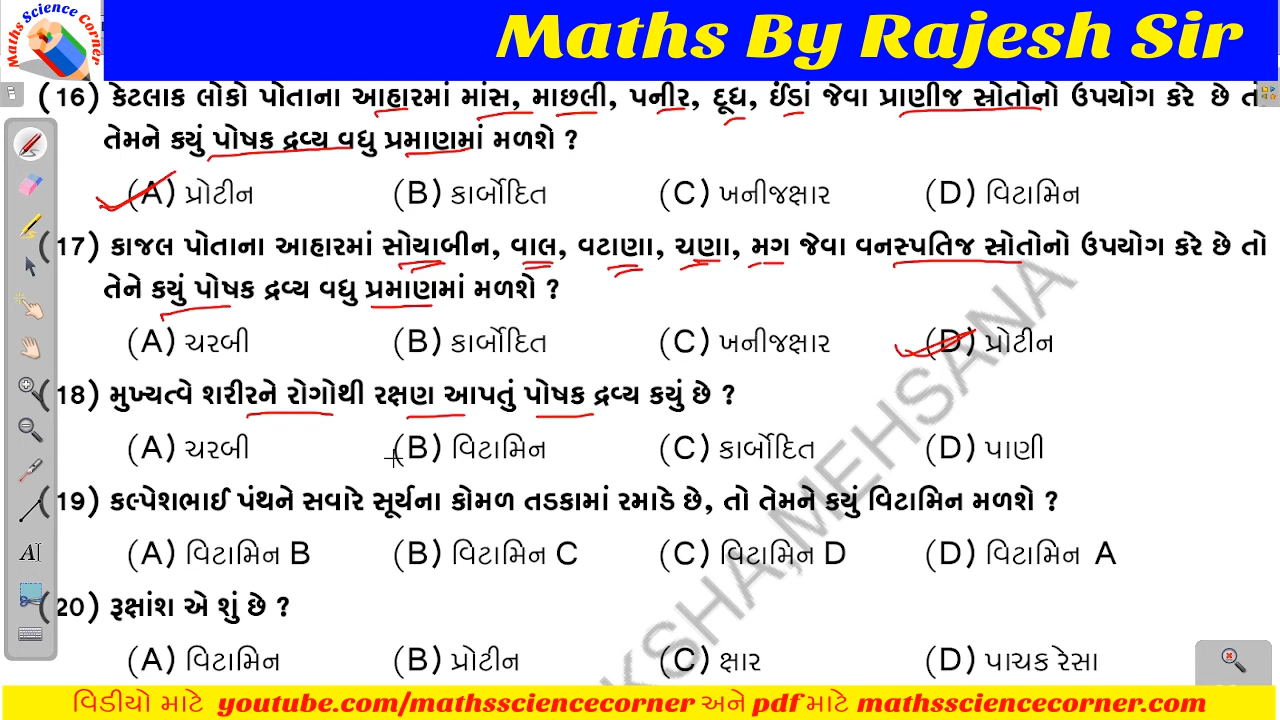 Maths Science Corner
Maths By Rajesh Sir
(16) કેટલાક લોકો પોતાના આહારમાં માંસ, માછલી, પનીર, દૂધ, ઈંડાં જેવા પ્રાણીજ સ્રોતોનો ઉપયોગ કરે છે તો
તેમને કયું પોષક દ્રવ્ય વધુ પ્રમાણમાં મળશે ?
(A) પ્રોટીન (B) કાર્બોદિત (C) ખનીજક્ષાર (D) વિટામિન
(17) કાજલ પોતાના આહારમાં સોયાબીન, વાલ, વટાણા, ચણા, મગ જેવા વનસ્પતિજ સ્રોતોનો ઉપયોગ કરે છે તો
તેને કયું પોષક દ્રવ્ય વધુ પ્રમાણમાં મળશે ?
(A) ચરબી (B) કાર્બોદિત (C) ખનીજક્ષાર (D) પ્રોટીન
(18) મુખ્યત્વે શરીરને રોગોથી રક્ષણ આપતું પોષક દ્રવ્ય કયું છે ?
(A) ચરબી (B) વિટામિન (C) કાર્બોદિત (D) પાણી
(19) કલ્પેશભાઈ પંથને સવારે સૂર્યના કોમળ તડકામાં રમાડે છે, તો તેમને કયું વિટામિન મળશે ?
(A) વિટામિન B (B) વિટામિન C (C) વિટામિન D (D) વિટામિન A
(20) રૂક્ષાંશ એ શું છે ?
(A) વિટામિન (B) પ્રોટીન (C) ક્ષાર (D) પાચક રેસા
KSHA, MEHSANA
વિડીયો માટે youtube.com/mathssciencecorner અને pdf માટે mathssciencecorner.com